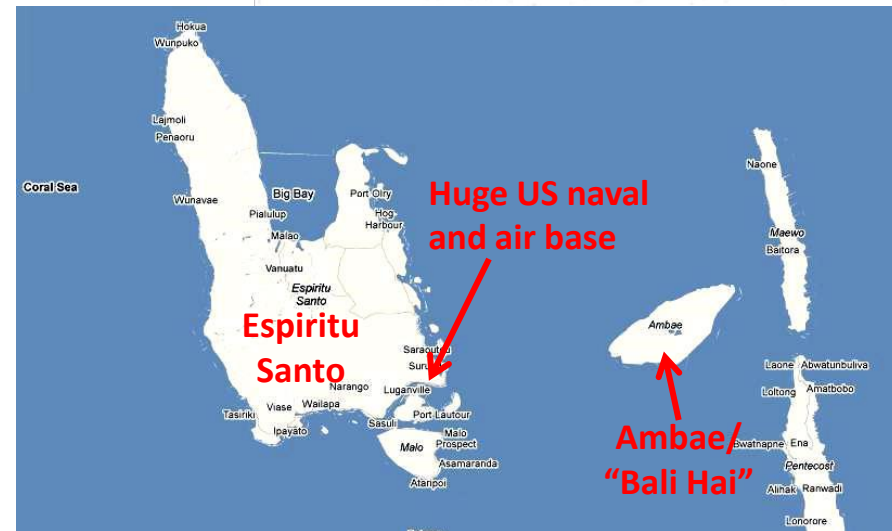 Hokua
Wunpuko
Lajmoli
Penaoru
Coral Sea
Wunavae
Big Bay
Port Olry
Pialulup
Hog
Harbour
Malao
Vanuatu
Espiritu
Santo
Huge US naval
and air base
Espiritu
Santo
Naone
Maewo
Baitora
Ambae
Saraoutou
Narango
Luganville
Tasiriki
Viase
Wailapa
Ipayato
Sasuli
Port Lautour
Malo
Malo
Prospect
Asamaranda
Ataripoi
Laone
Abwatunbuliva
Loltong
Amatbobo
Ambae/
“Bali Hai”
Bwatnapne
Ena
Pentecost
Alihak
Ranwadi
Lonorore